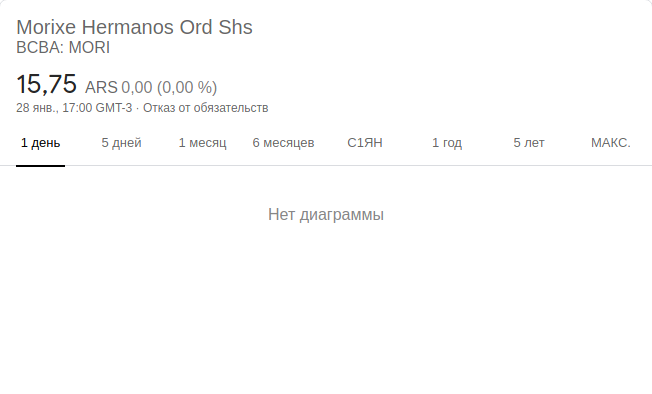 Morixe Hermanos Ord Shs
BCBA: MORI
15,75 ARS 0,00 (0,00 %)
28 янв., 17:00 GMT-3 · Отказ от обязательств
1 день 5 дней 1 месяц 6 месяцев С1ЯН 1 год 5 лет МАКС.
Нет диаграммы